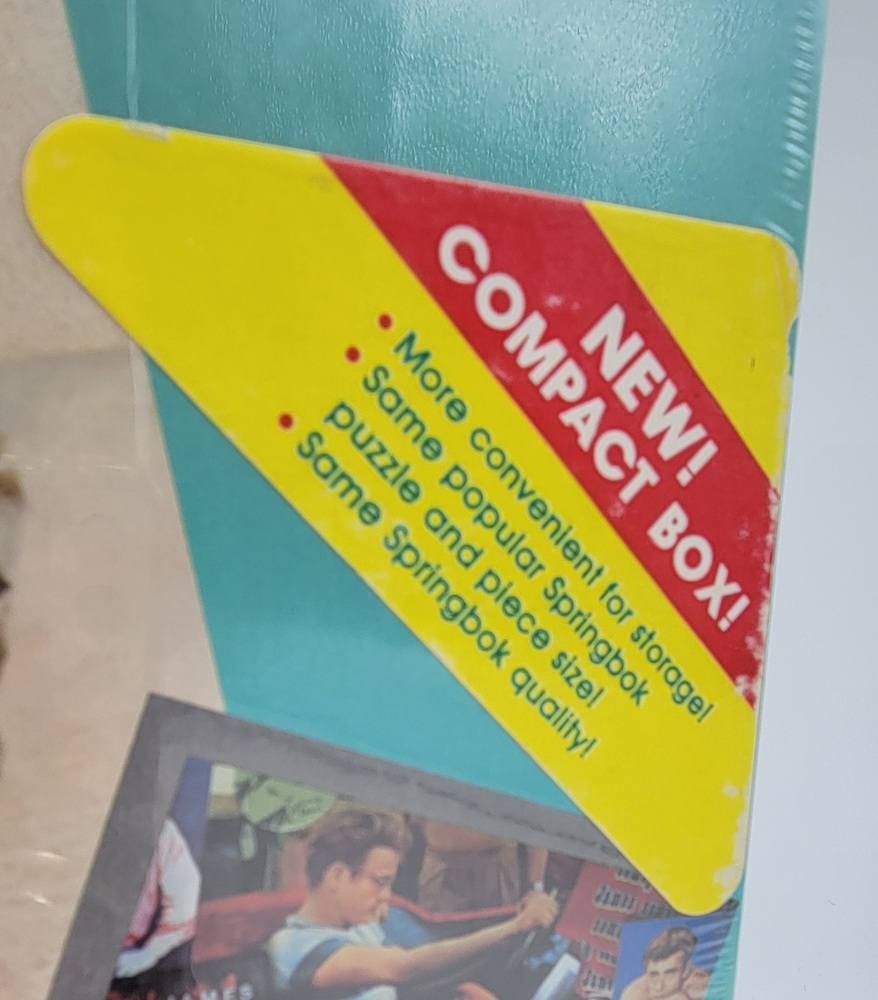 NEW!
COMPACT BOX!
• More convenient for storage!
• Same popular Springbok
puzzle and piece size!
• Same Springbok quality!